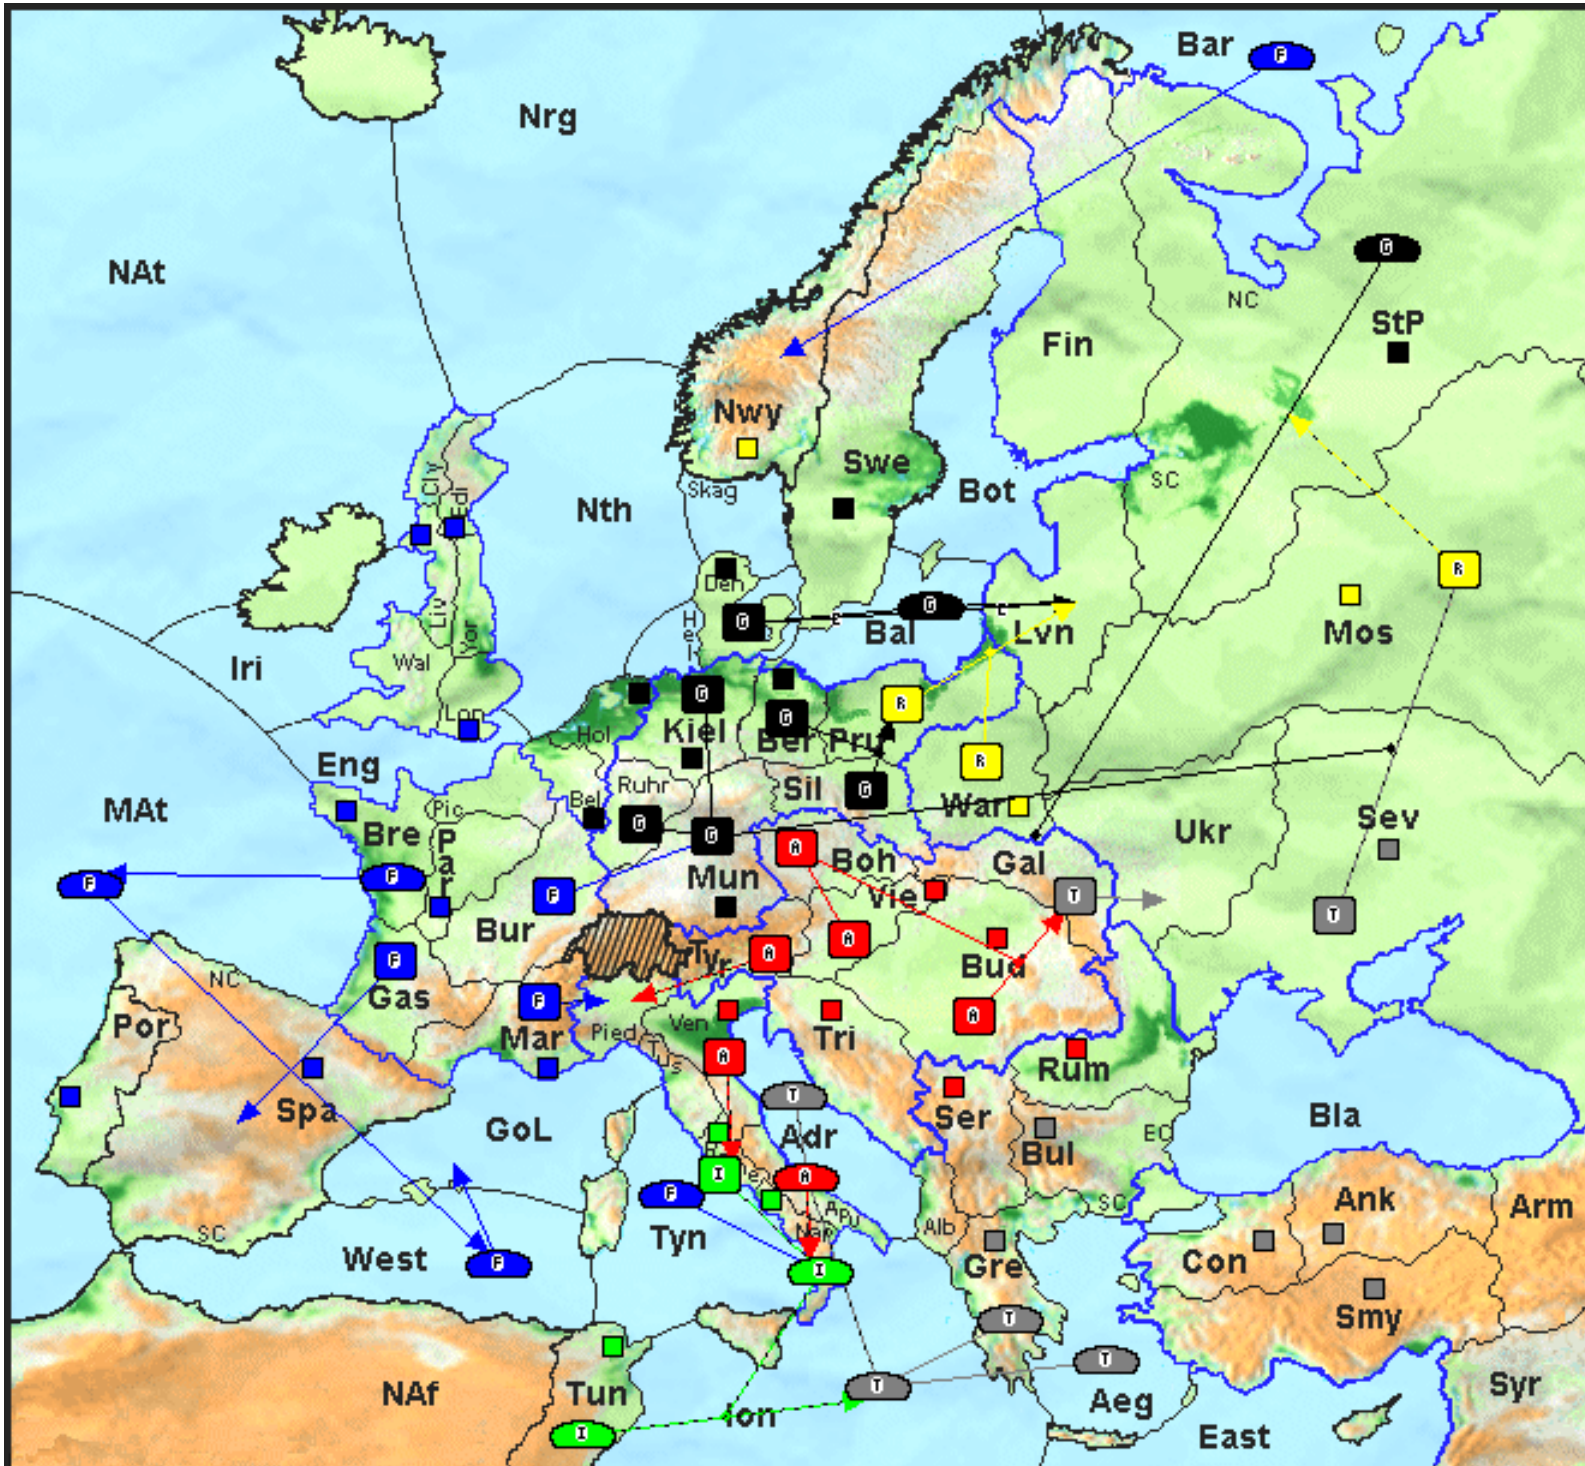 Bar
F
Nrg
G
NAt
NC
StP
Fin
Nwy
Swe
Skag
SC
Bot
Nth
Cly
Edi
R
Den
G
G
Bal
Lvn
Mos
Liv
Yor
Iri
Wal
Lon
G
R
G
Kiel
Ber
Pru
Hol
Eng
R
Ruhr
Sil
G
War
MAt
Pic
Bel
Bre
Par
G
G
Ukr
Sev
A
Boh
Gal
F
F
F
Mun
Vie
T
T
Bur
A
A
Tyr
Bud
F
NC
Gas
F
A
Por
Mar
Pied
Ven
Tri
Tus
A
Rum
Spa
T
Ser
GoL
Adr
Bla
Bul
EC
I
A
F
Ank
Arm
SC
Apu
Alb
SC
Tyn
Nap
West
F
I
Gre
Con
T
Smy
T
T
NAf
Tun
Ion
Aeg
Syr
I
East